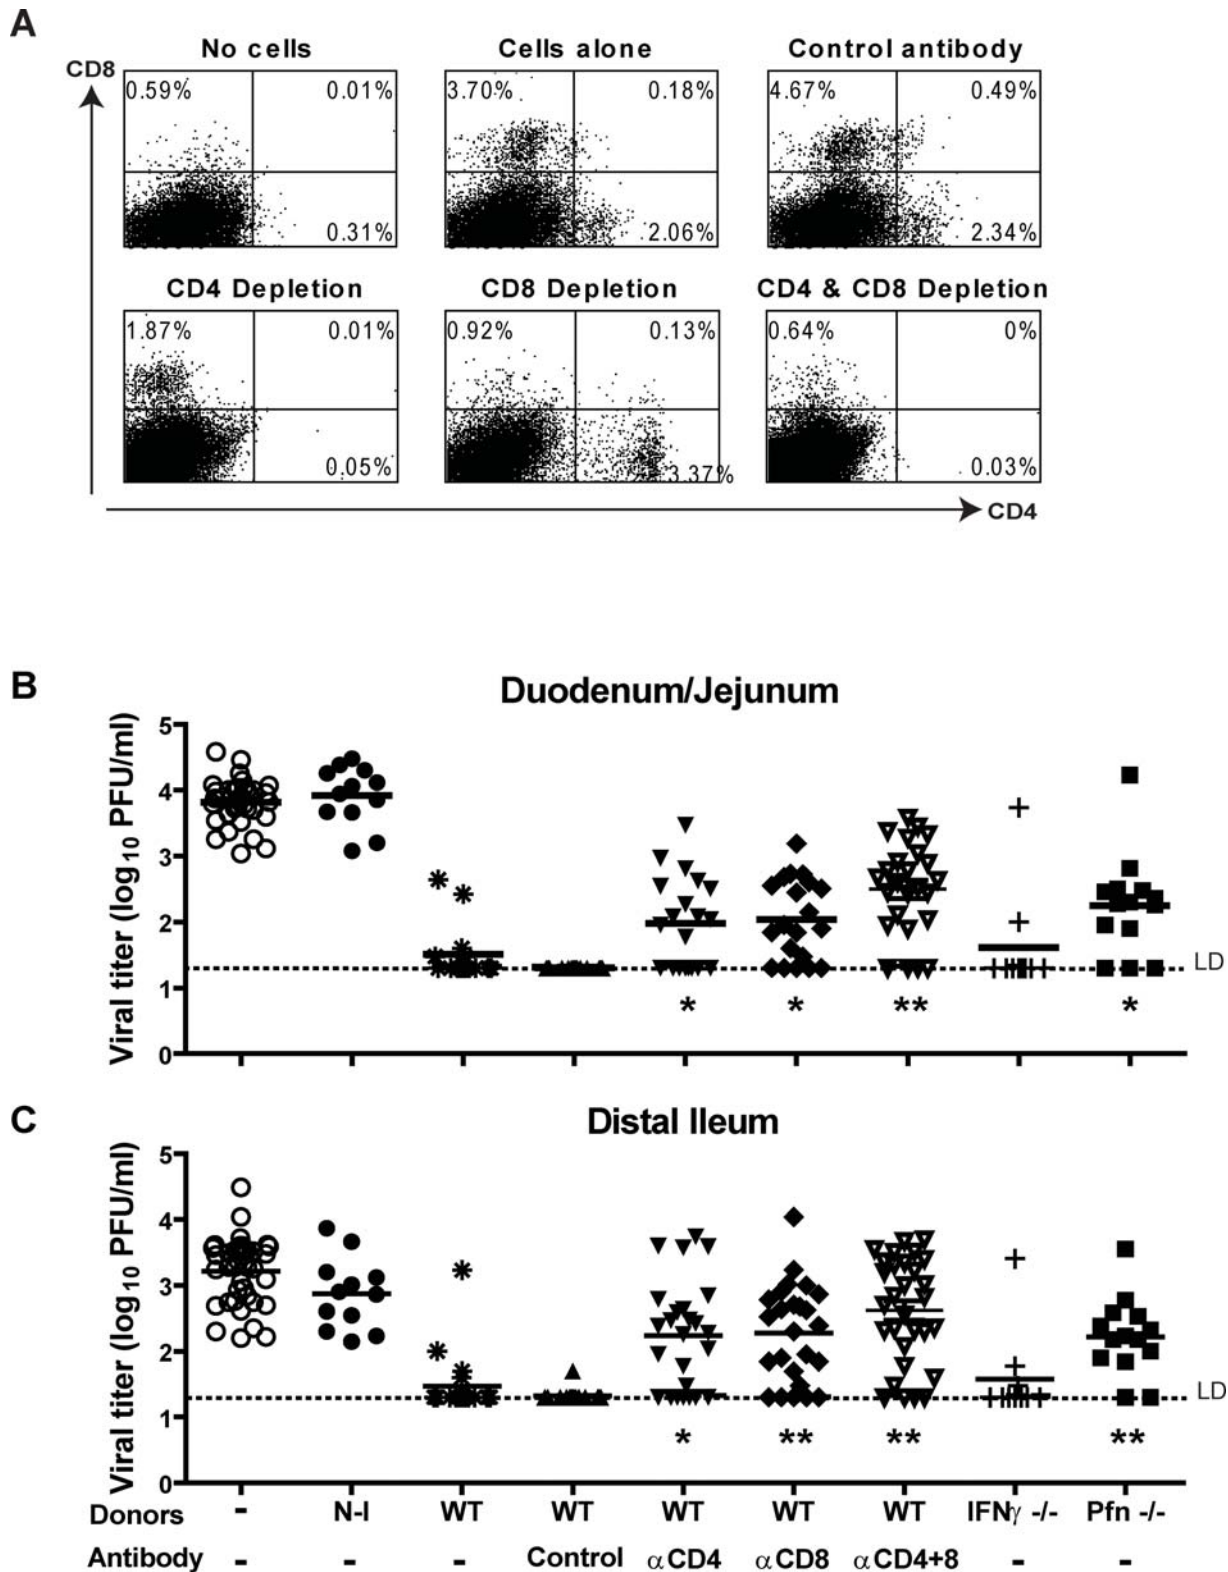 A
No cells
Cells alone
Control antibody
CD8
0.59%
0.01%
3.70%
0.18%
4.67%
0.49%
0.31%
2.06%
2.34%
CD4 Depletion
CD8 Depletion
CD4 & CD8 Depletion
1.87%
0.01%
0.92%
0.13%
0.64%
0%
0.05%
3.37%
0.03%
CD4
B
Duodenum/Jejunum
Viral titer (log10 PFU/ml)
5
4
3
2
1
0
LD
* * ** *
C
Distal Ileum
Viral titer (log10 PFU/ml)
5
4
3
2
1
0
LD
* ** ** **
Donors - N-I WT WT WT WT WT IFNγ -/- Pfn -/-
Antibody - - - Control αCD4 αCD8 αCD4+8 - -